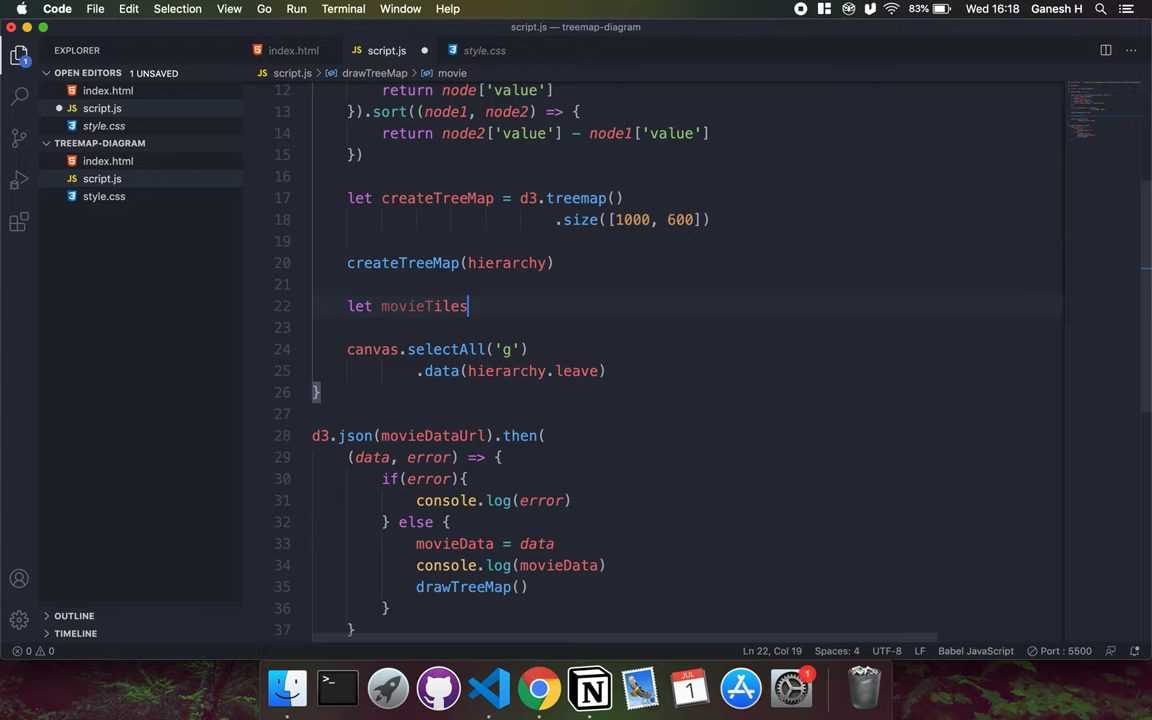 Code File Edit Selection View Go Run Terminal Window Help 83% Wed 16:18 Ganesh H
script.js — treemap-diagram
EXPLORER
index.html
script.js
style.css
OPEN EDITORS 1 UNSAVED
script.js > drawTreeMap > movie
index.html
script.js
style.css
TREEMAP-DIAGRAM
index.html
script.js
style.css
12 return node['value']
13 }).sort((node1, node2) => {
14 return node2['value'] - node1['value']
15 })
16
17 let createTreeMap = d3.treemap()
18 .size([1000, 600])
19
20 createTreeMap(hierarchy)
21
22 let movieTiles
23
24 canvas.selectAll('g')
25 .data(hierarchy.leave)
26 }
27
28 d3.json(movieDataUrl).then(
29 (data, error) => {
30 if(error){
31 console.log(error)
32 } else {
33 movieData = data
34 console.log(movieData)
35 drawTreeMap()
36 }
37 }
OUTLINE
TIMELINE
0 0
Ln 22, Col 19 Spaces: 4 UTF-8 LF Babel JavaScript Port : 5500
1
>_
JUL
1
1